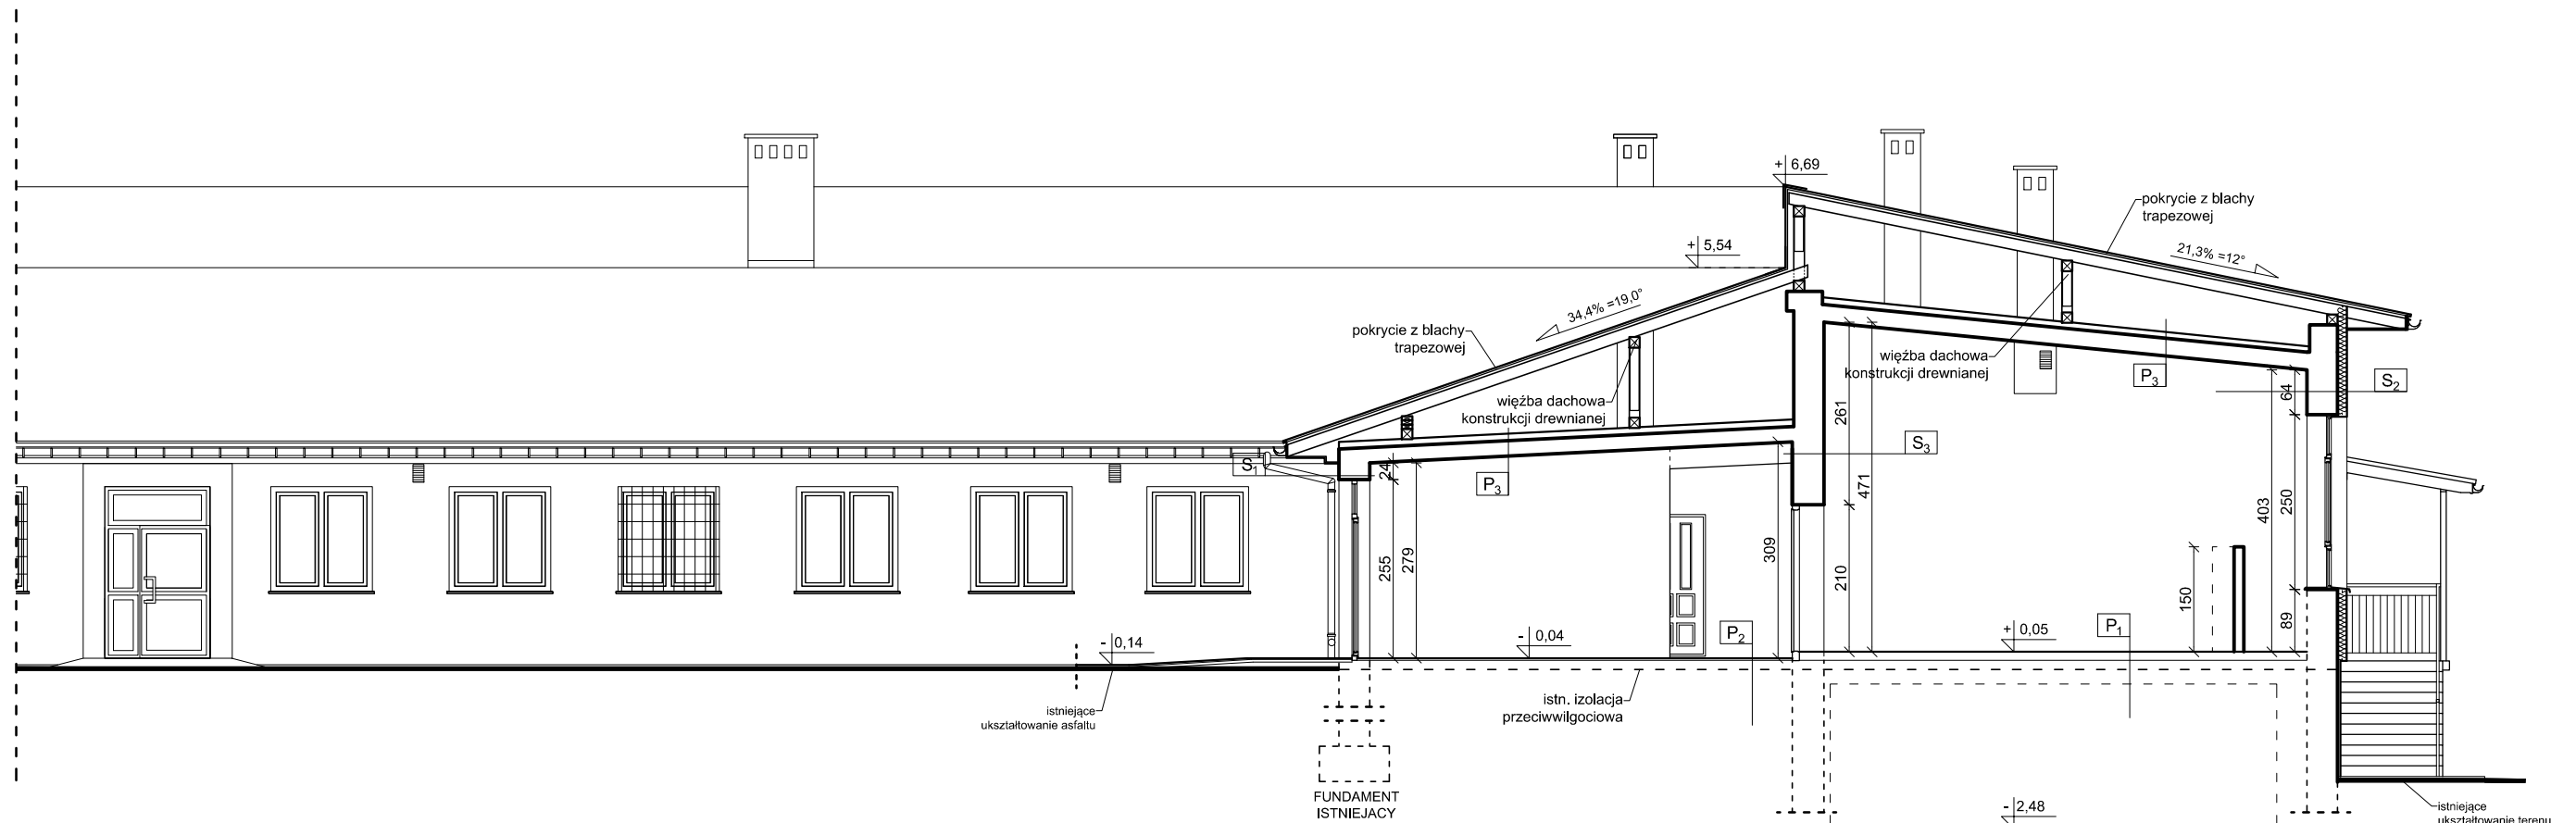 + 6,69
pokrycie z blachy
trapezowej
21,3% =12°
+ 5,54
34,4% =19,0°
pokrycie z blachy
trapezowej
więźba dachowa
konstrukcji drewnianej
P3
S2
64
więźba dachowa
konstrukcji drewnianej
261
S3
S1
24
P3
471
403
250
255
279
309
210
150
89
- 0,14
- 0,04
P2
+ 0,05
P1
istniejące
ukształtowanie asfaltu
istn. izolacja
przeciwwilgociowa
FUNDAMENT
ISTNIEJACY
- 2,48
istniejące
ukształtowanie terenu